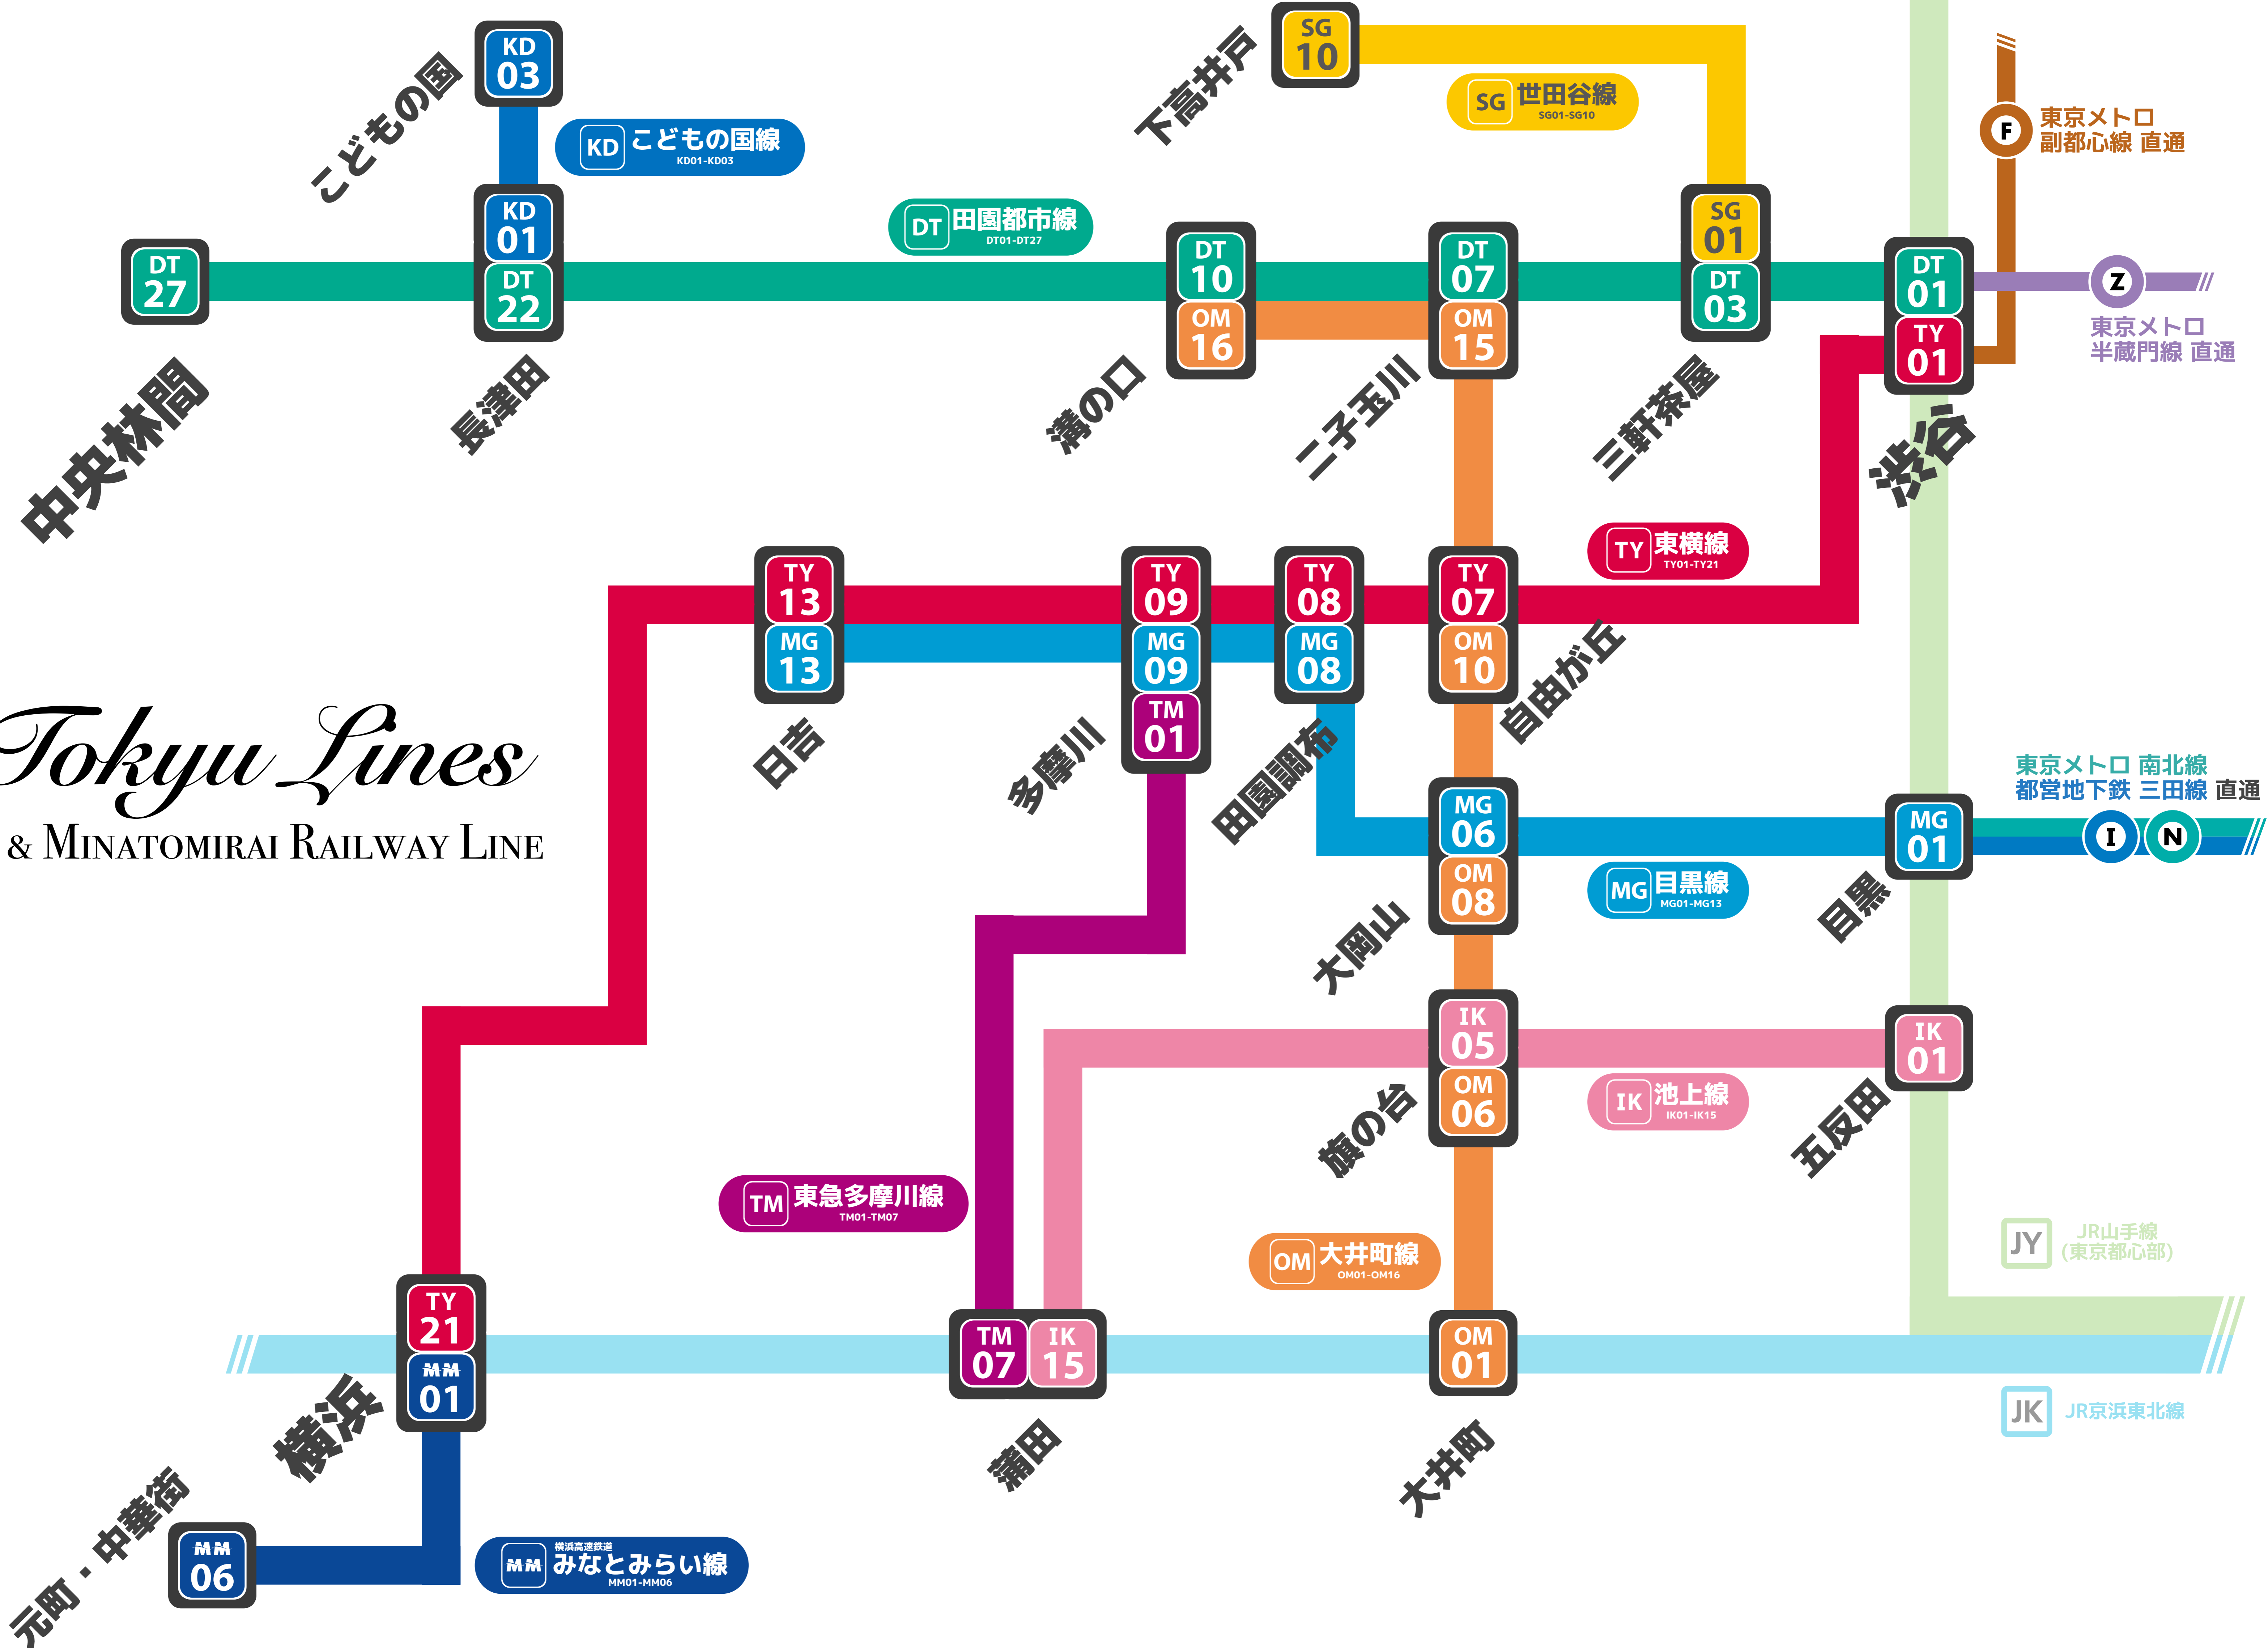 KD
03
こどもの国
KD こどもの国線
KD01-KD03
SG
10
下高井戸
SG 世田谷線
SG01-SG10
F
東京メトロ
副都心線 直通
DT
27
中央林間
KD
01
DT
22
長津田
DT 田園都市線
DT01-DT27
DT
10
OM
16
溝の口
DT
07
OM
15
二子玉川
SG
01
DT
03
三軒茶屋
DT
01
TY
01
渋谷
Z
東京メトロ
半蔵門線 直通
TY 東横線
TY01-TY21
TY
13
MG
13
日吉
TY
09
MG
09
TM
01
多摩川
TY
08
MG
08
田園調布
TY
07
OM
10
自由が丘
Tokyu Lines
& MINATOMIRAI RAILWAY LINE
MG
06
OM
08
大岡山
MG 目黒線
MG01-MG13
MG
01
目黒
東京メトロ 南北線
都営地下鉄 三田線 直通
I N
IK
05
OM
06
旗の台
IK 池上線
IK01-IK15
IK
01
五反田
TM 東急多摩川線
TM01-TM07
OM 大井町線
OM01-OM16
JY JR山手線
(東京都心部)
TY
21
MM
01
横浜
TM
07
IK
15
蒲田
OM
01
大井町
JK JR京浜東北線
MM
06
元町・中華街
横浜高速鉄道
MM みなとみらい線
MM01-MM06